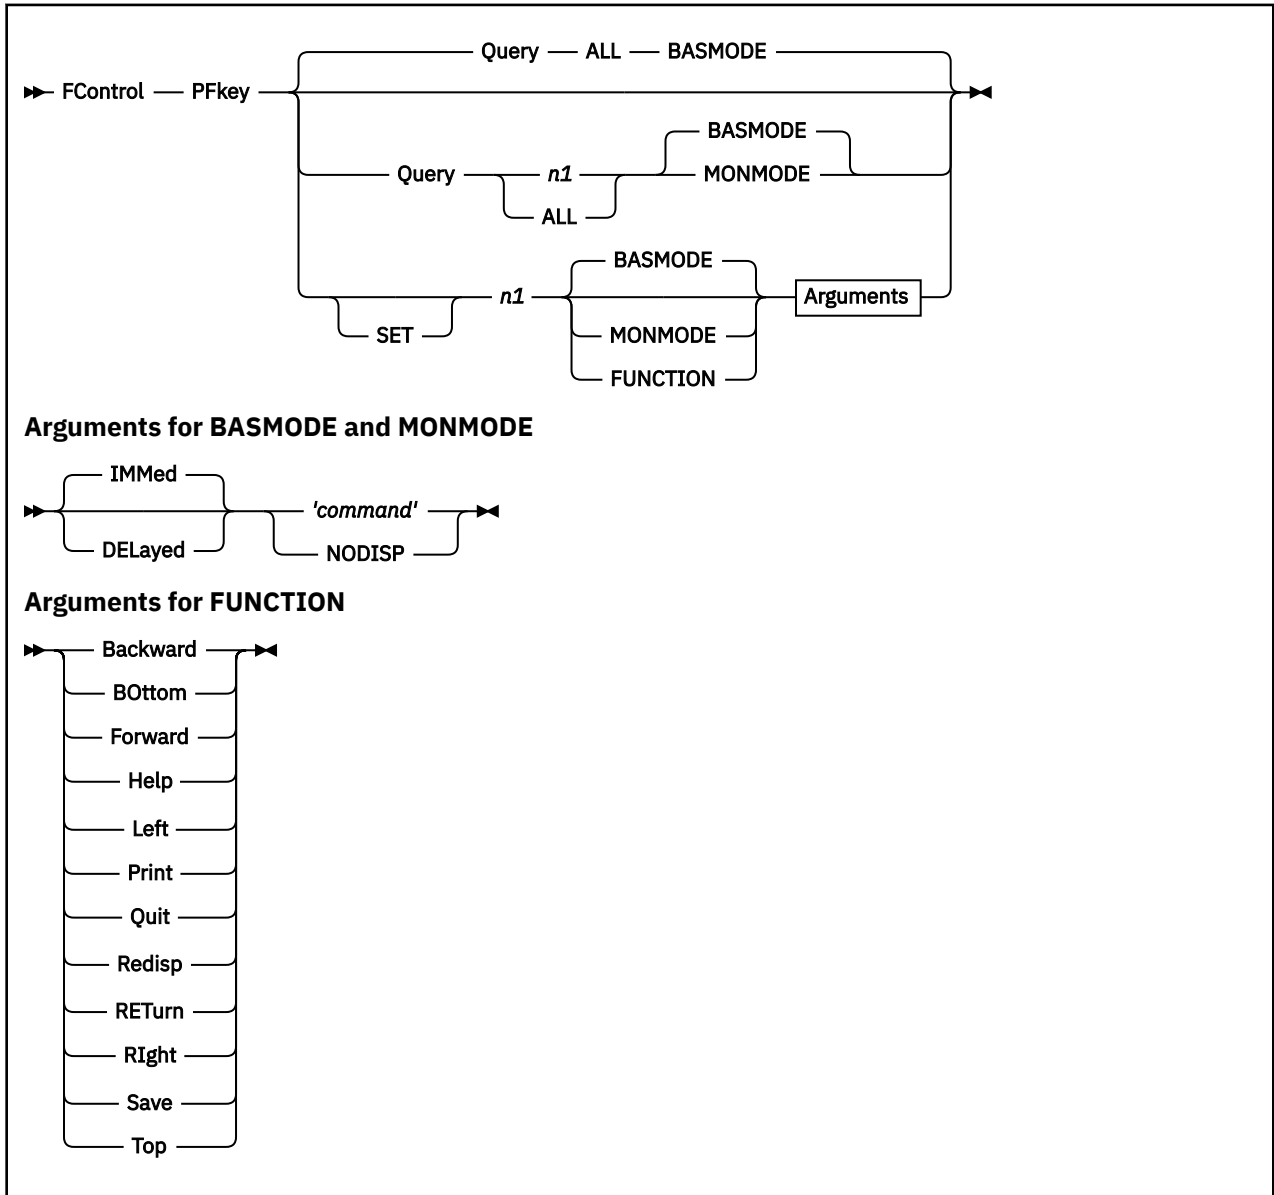 Query ALL BASMODE
FControl PFkey
BASMODE
Query n1 MONMODE
ALL
BASMODE
n1 Arguments
SET MONMODE
FUNCTION
Arguments for BASMODE and MONMODE
IMMed
'command'
DELayed NODISP
Arguments for FUNCTION
Backward
BOttom
Forward
Help
Left
Print
Quit
Redisp
RETurn
RIght
Save
Top